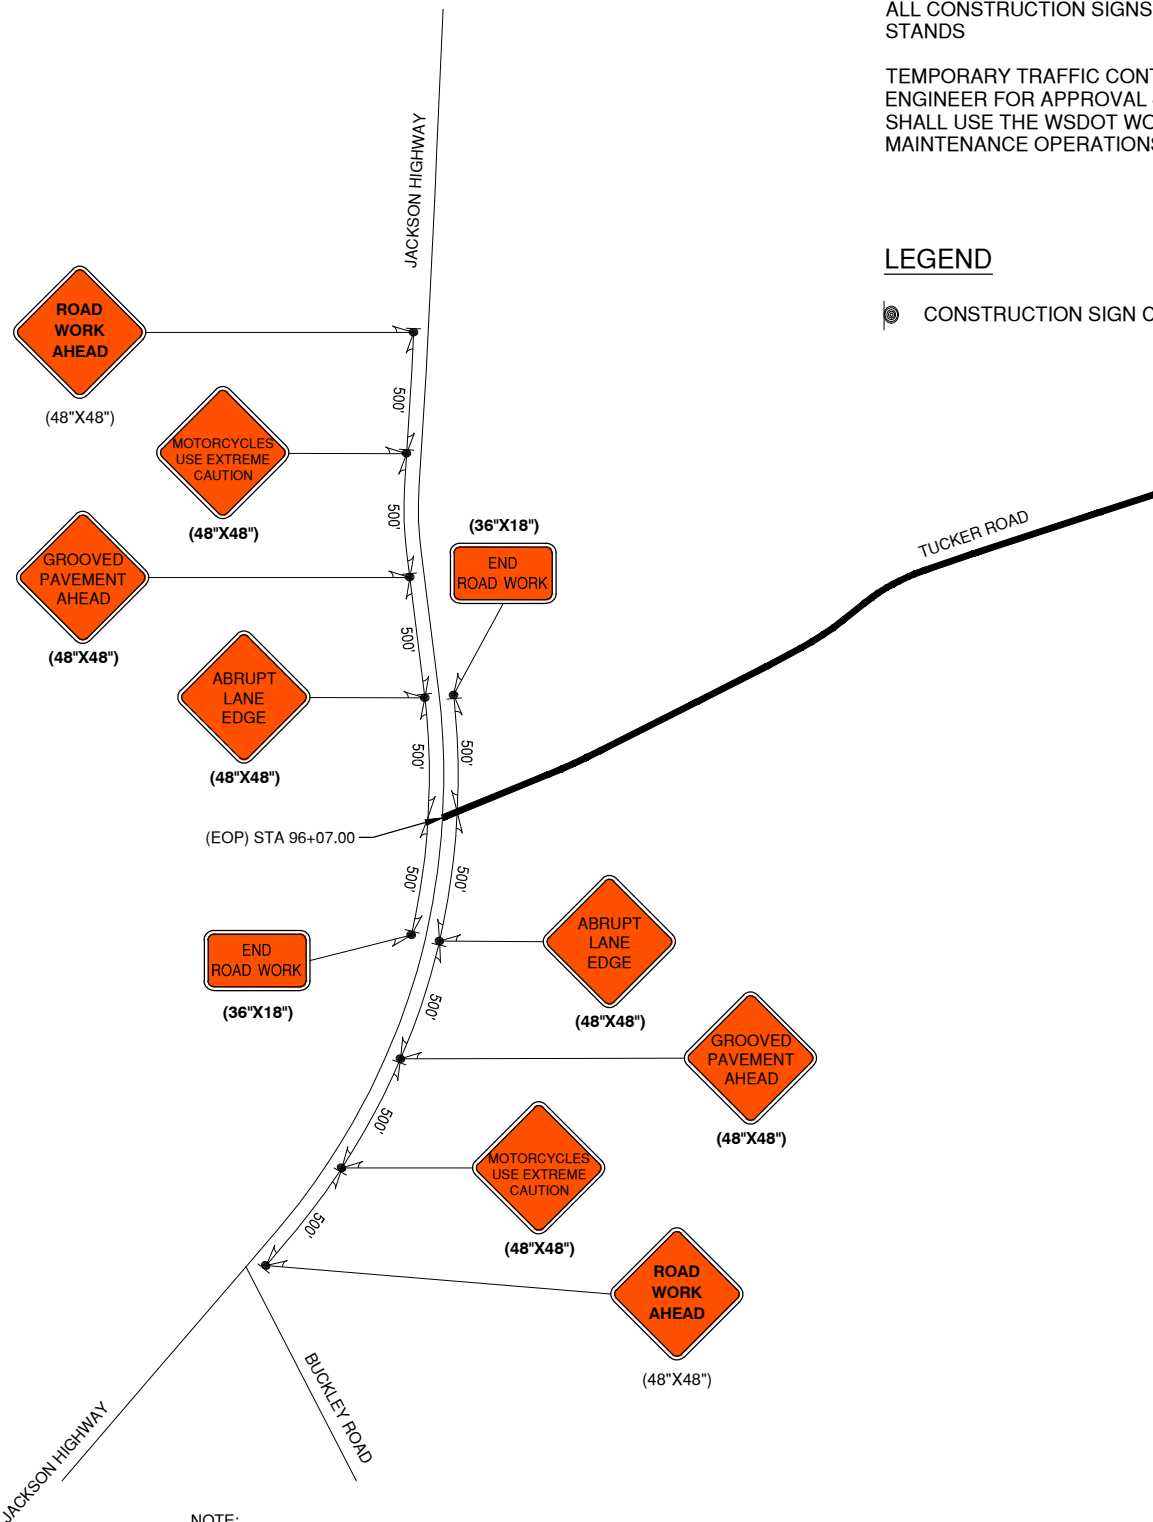 ALL CONSTRUCTION SIGNS
STANDS
TEMPORARY TRAFFIC CONT
ENGINEER FOR APPROVAL
SHALL USE THE WSDOT WO
MAINTENANCE OPERATIONS
LEGEND
CONSTRUCTION SIGN
JACKSON HIGHWAY
ROAD
WORK
AHEAD
(48"X48")
500'
MOTORCYCLES
USE EXTREME
CAUTION
(48"X48")
500'
GROOVED
PAVEMENT
AHEAD
(48"X48")
(36"X18")
END
ROAD WORK
TUCKER ROAD
500'
ABRUPT
LANE
EDGE
(48"X48")
500'
500'
(EOP) STA 96+07.00
500'
500'
END
ROAD WORK
(36"X18")
ABRUPT
LANE
EDGE
(48"X48")
500'
GROOVED
PAVEMENT
AHEAD
(48"X48")
500'
MOTORCYCLES
USE EXTREME
CAUTION
(48"X48")
500'
ROAD
WORK
AHEAD
(48"X48")
BUCKLEY ROAD
JACKSON HIGHWAY
NOTE: